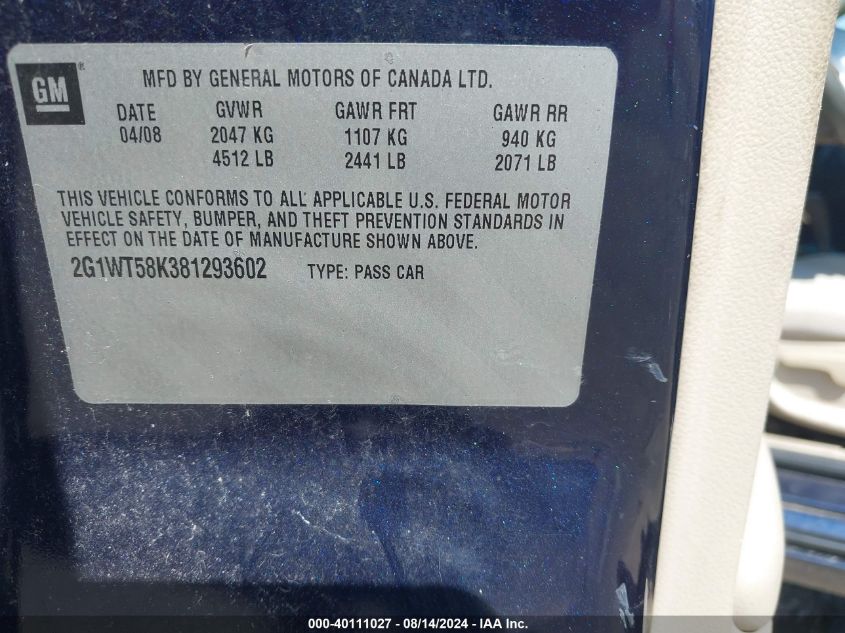 GM®
MFD BY GENERAL MOTORS OF CANADA LTD.
DATE GVWR GAWR FRT GAWR RR
04/08 2047 KG 1107 KG 940 KG
4512 LB 2441 LB 2071 LB
THIS VEHICLE CONFORMS TO ALL APPLICABLE U.S. FEDERAL MOTOR
VEHICLE SAFETY, BUMPER, AND THEFT PREVENTION STANDARDS IN
EFFECT ON THE DATE OF MANUFACTURE SHOWN ABOVE.
2G1WT58K381293602 TYPE: PASS CAR
000-40111027 - 08/14/2024 - IAA Inc.